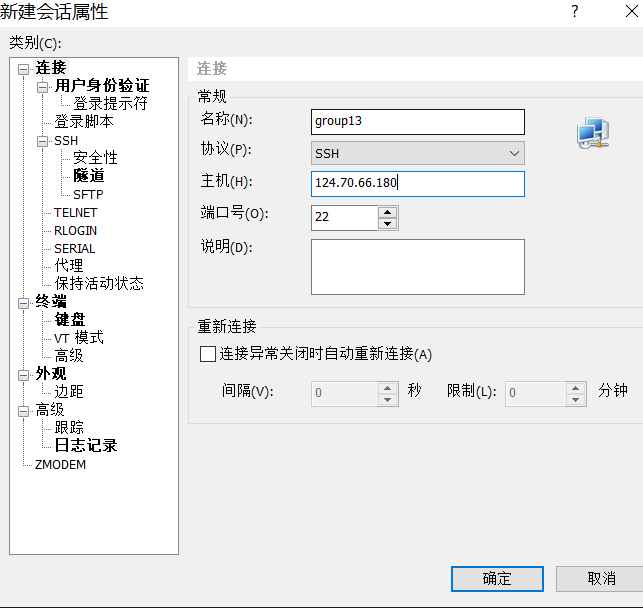 新建会话属性
?
类别(C):
连接
用户身份验证
登录提示符
登录脚本
SSH
安全性
隧道
SFTP
TELNET
RLOGIN
SERIAL
代理
保持活动状态
终端
键盘
VT 模式
高级
外观
边距
高级
跟踪
日志记录
ZMODEM
连接
常规
名称(N): group13
协议(P): SSH
主机(H): 124.70.66.180
端口号(O): 22
说明(D):
重新连接
连接异常关闭时自动重新连接(A)
间隔(V): 0 秒 限制(L): 0 分钟
确定 取消